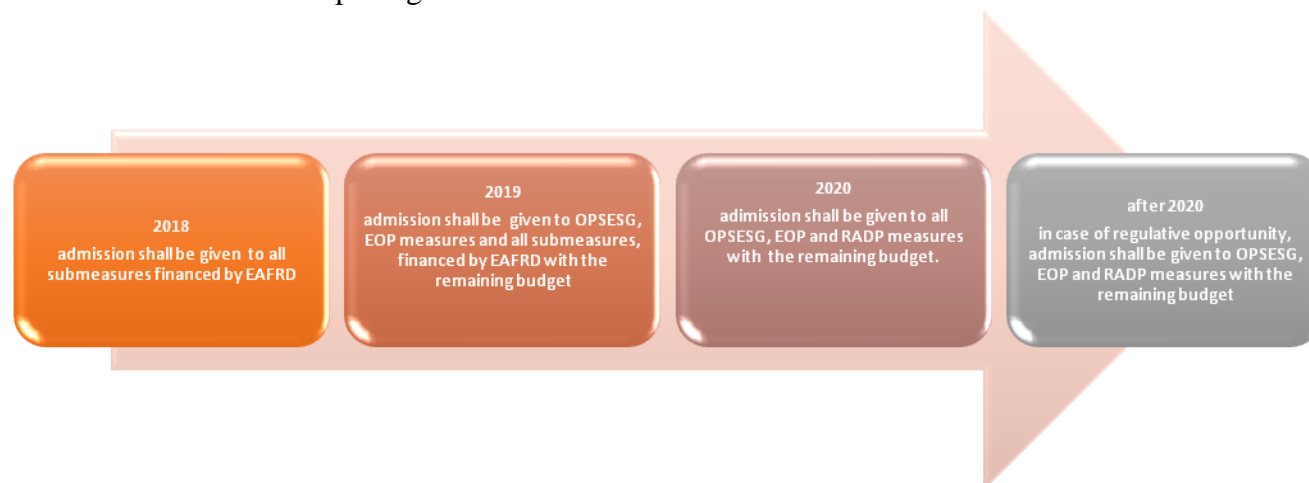 2018
admission shall be given to all
submeasures financed by EAFRD
2019
admission shall be given to OPSESG,
EOP measures and all submeasures,
financed by EAFRD with the
remaining budget
2020
adimission shall be given to all
OPSESG, EOP and RADP measures
with the remaining budget.
after 2020
in case of regulative opportunity,
admission shall be given to OPSESG,
EOP and RADP measures with the
remaining budget